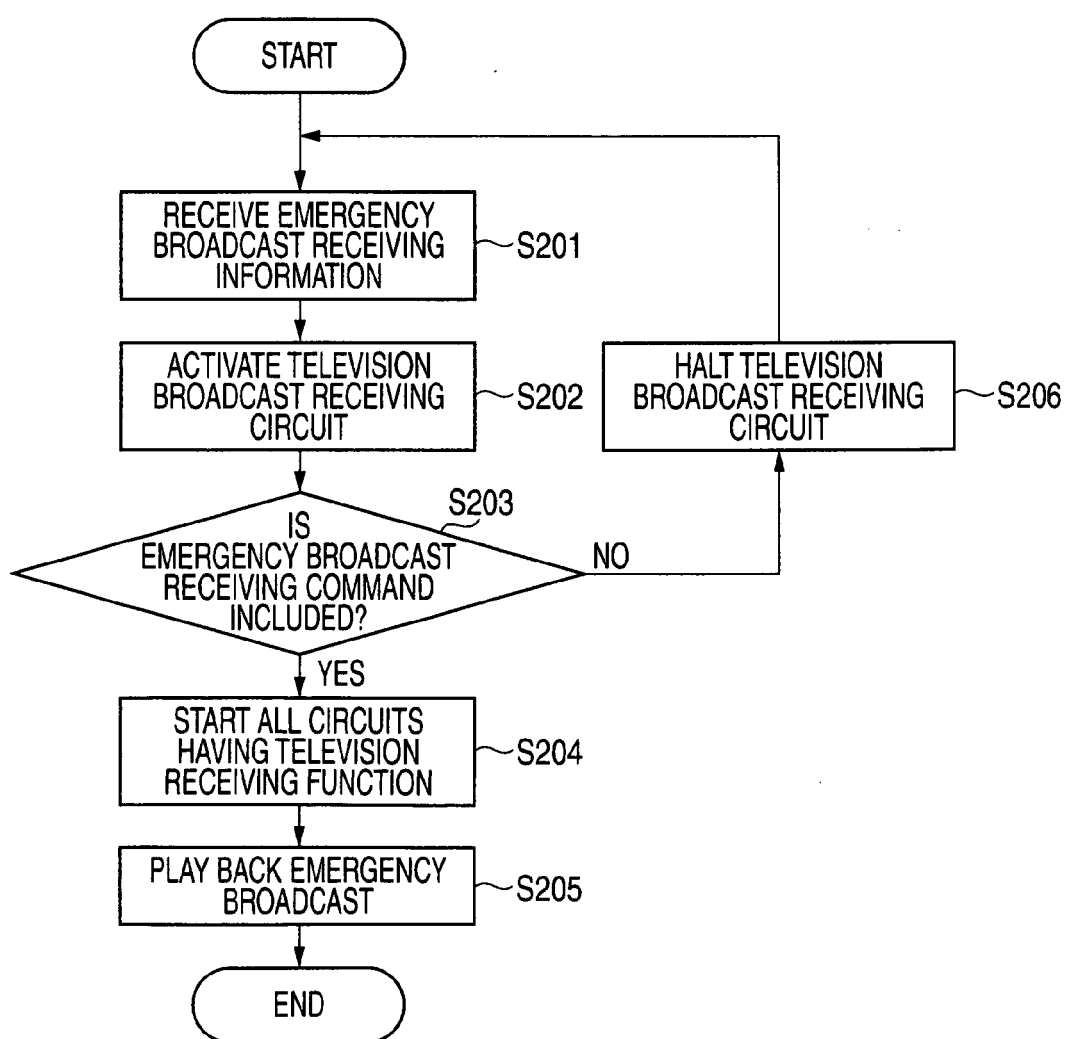 START
RECEIVE EMERGENCY
BROADCAST RECEIVING
INFORMATION
S201
ACTIVATE TELEVISION
BROADCAST RECEIVING
CIRCUIT
S202
HALT TELEVISION
BROADCAST RECEIVING
CIRCUIT
S206
S203
IS
EMERGENCY BROADCAST
RECEIVING COMMAND
INCLUDED?
NO
YES
START ALL CIRCUITS
HAVING TELEVISION
RECEIVING FUNCTION
S204
PLAY BACK EMERGENCY
BROADCAST
S205
END